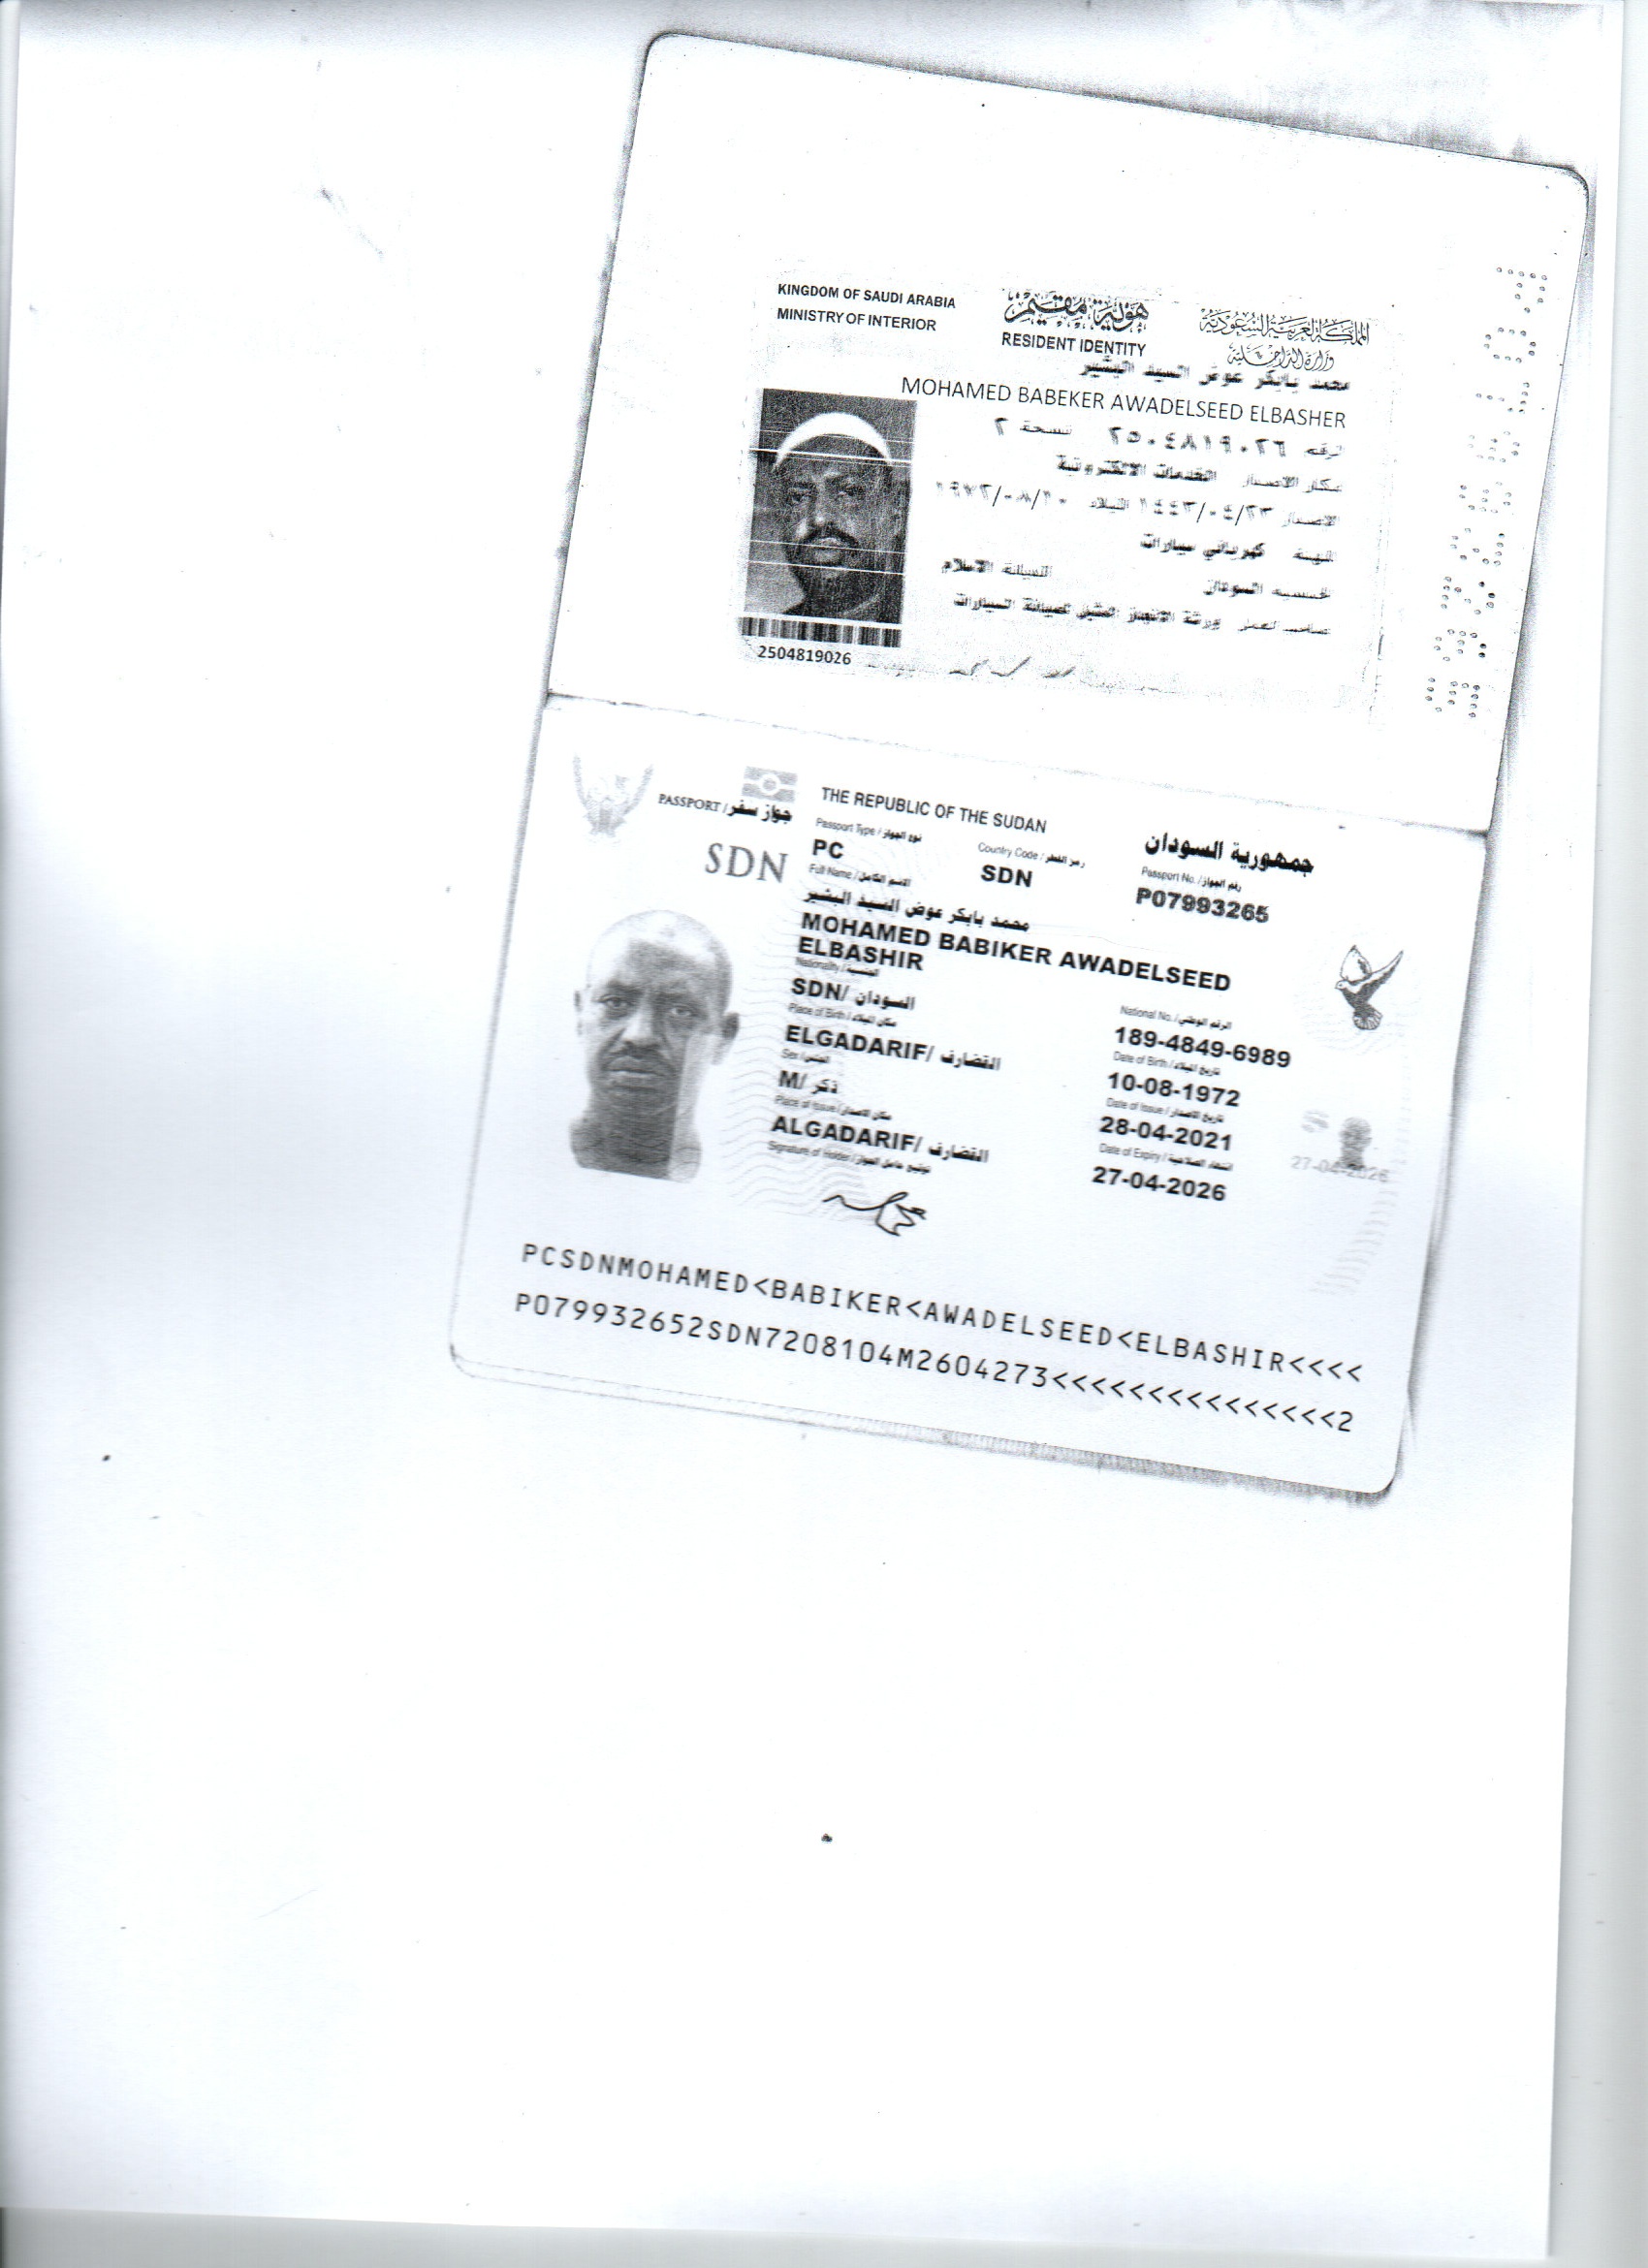 KINGDOM OF SAUDI ARABIA
MINISTRY OF INTERIOR
هوية مقيم
RESIDENT IDENTITY
المملكة العربية السعودية
وزارة الداخلية
محمد بابكر عوض السيد البشير
MOHAMED BABEKER AWADELSEED ELBASHER
رقم ٢٥٠٤٨١٩٠٢٦ نسخة ٢
مكان الاصدار الخدمات الالكترونية
الاصدار ١٤٤٣/٠٤/٢٣ الميلاد ١٩٧٢/٠٨/١٠
المهنة كهربائي سيارات
الجنسية السودان الديانة الاسلام
صاحب العمل ورشة الانجاز لصيانة السيارات
2504819026
PASSPORT / جواز سفر
SDN
THE REPUBLIC OF THE SUDAN
جمهورية السودان
Passport Type / نوع الجواز
PC
Country Code / رمز القطر
SDN
Passport No. / رقم الجواز
P07993265
Full Name / الاسم الكامل
محمد بابكر عوض السيد البشير
MOHAMED BABIKER AWADELSEED
ELBASHIR
Nationality / الجنسية
SDN/ السودان
National No. / الرقم الوطني
189-4849-6989
Place of Birth / مكان الميلاد
ELGADARIF/ القضارف
Date of Birth / تاريخ الميلاد
10-08-1972
Sex / الجنس
M/ ذكر
Date of Issue / تاريخ الاصدار
28-04-2021
Place of Issue / مكان الاصدار
ALGADARIF/ القضارف
Date of Expiry / انتهاء الصلاحية
27-04-2026
27-04-2026
Signature of Holder / توقيع حامل الجواز
PCSDNMOHAMED<BABIKER<AWADELSEED<ELBASHIR<<<<
P079932652SDN7208104M2604273<<<<<<<<<<<<<<<2